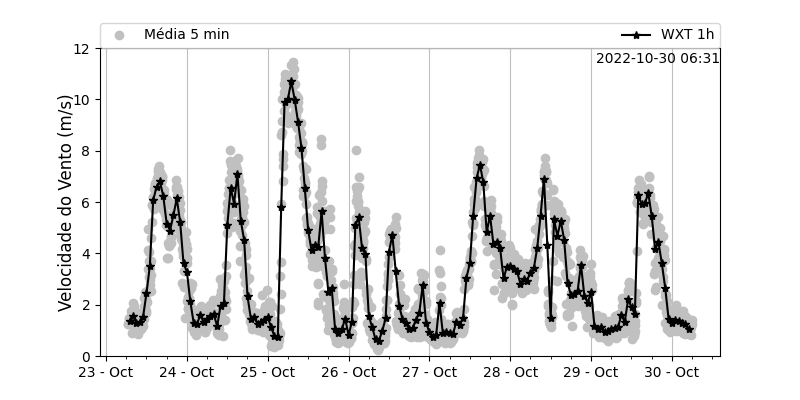 Média 5 min
WXT 1h
2022-10-30 06:31
Velocidade do Vento (m/s)
12
10
8
6
4
2
0
23 - Oct
24 - Oct
25 - Oct
26 - Oct
27 - Oct
28 - Oct
29 - Oct
30 - Oct